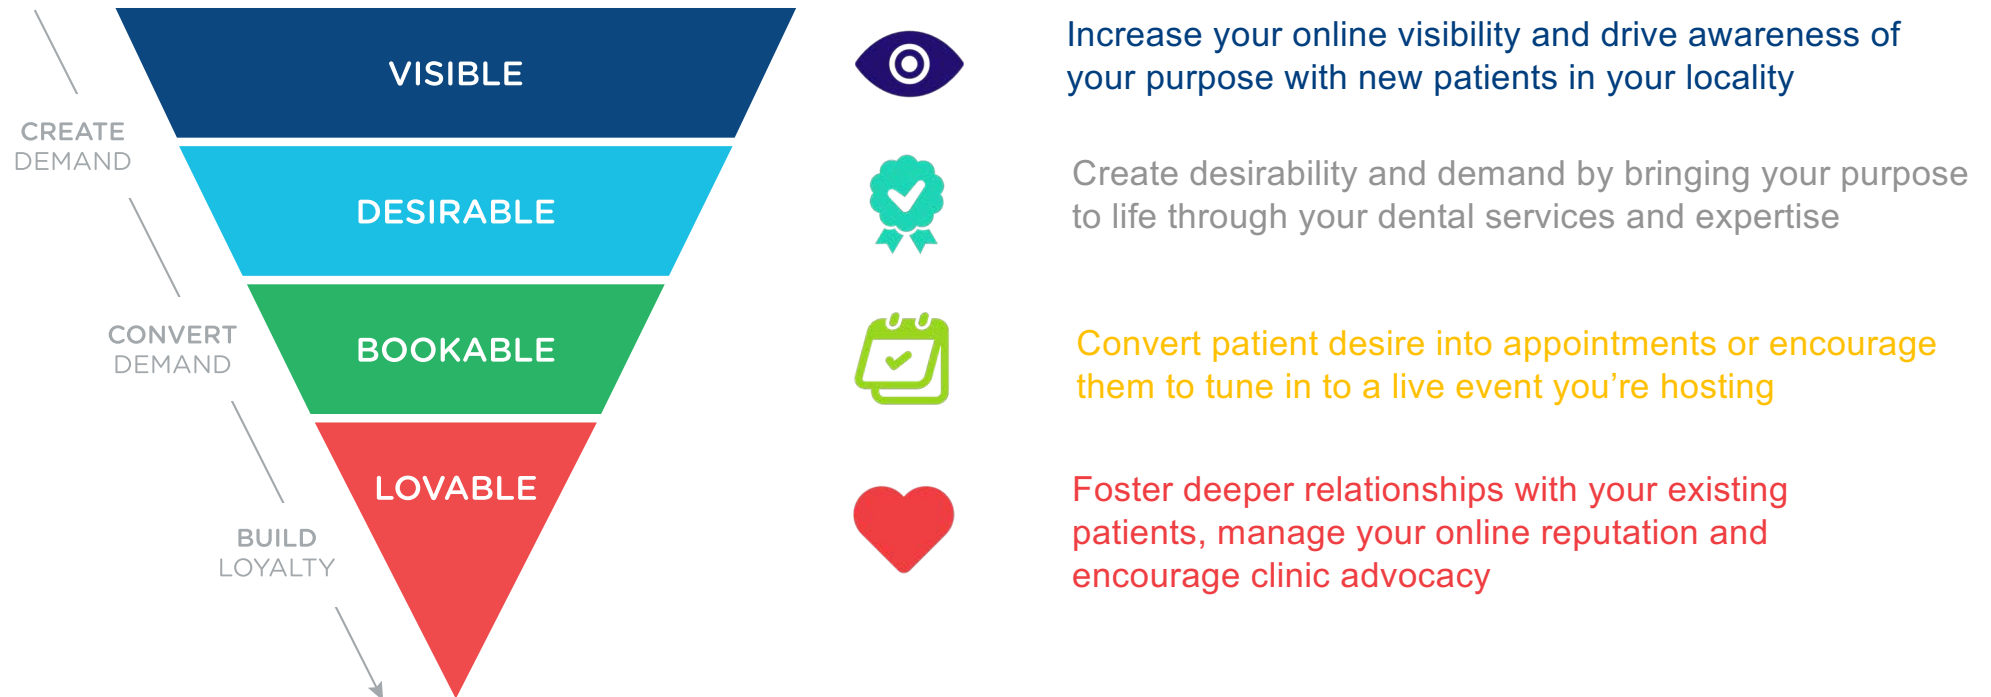 VISIBLE
Increase your online visibility and drive awareness of
your purpose with new patients in your locality
CREATE
DEMAND
DESIRABLE
Create desirability and demand by bringing your purpose
to life through your dental services and expertise
CONVERT
DEMAND
BOOKABLE
Convert patient desire into appointments or encourage
them to tune in to a live event you’re hosting
LOVABLE
Foster deeper relationships with your existing
patients, manage your online reputation and
encourage clinic advocacy
BUILD
LOYALTY